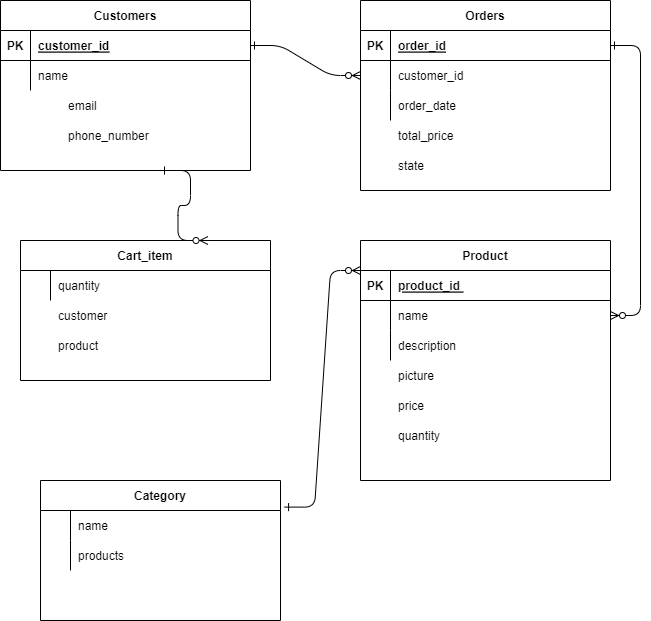 Customers
PK customer_id
name
email
phone_number
Orders
PK order_id
customer_id
order_date
total_price
state
Cart_item
quantity
customer
product
Product
PK product_id
name
description
picture
price
quantity
Category
name
products